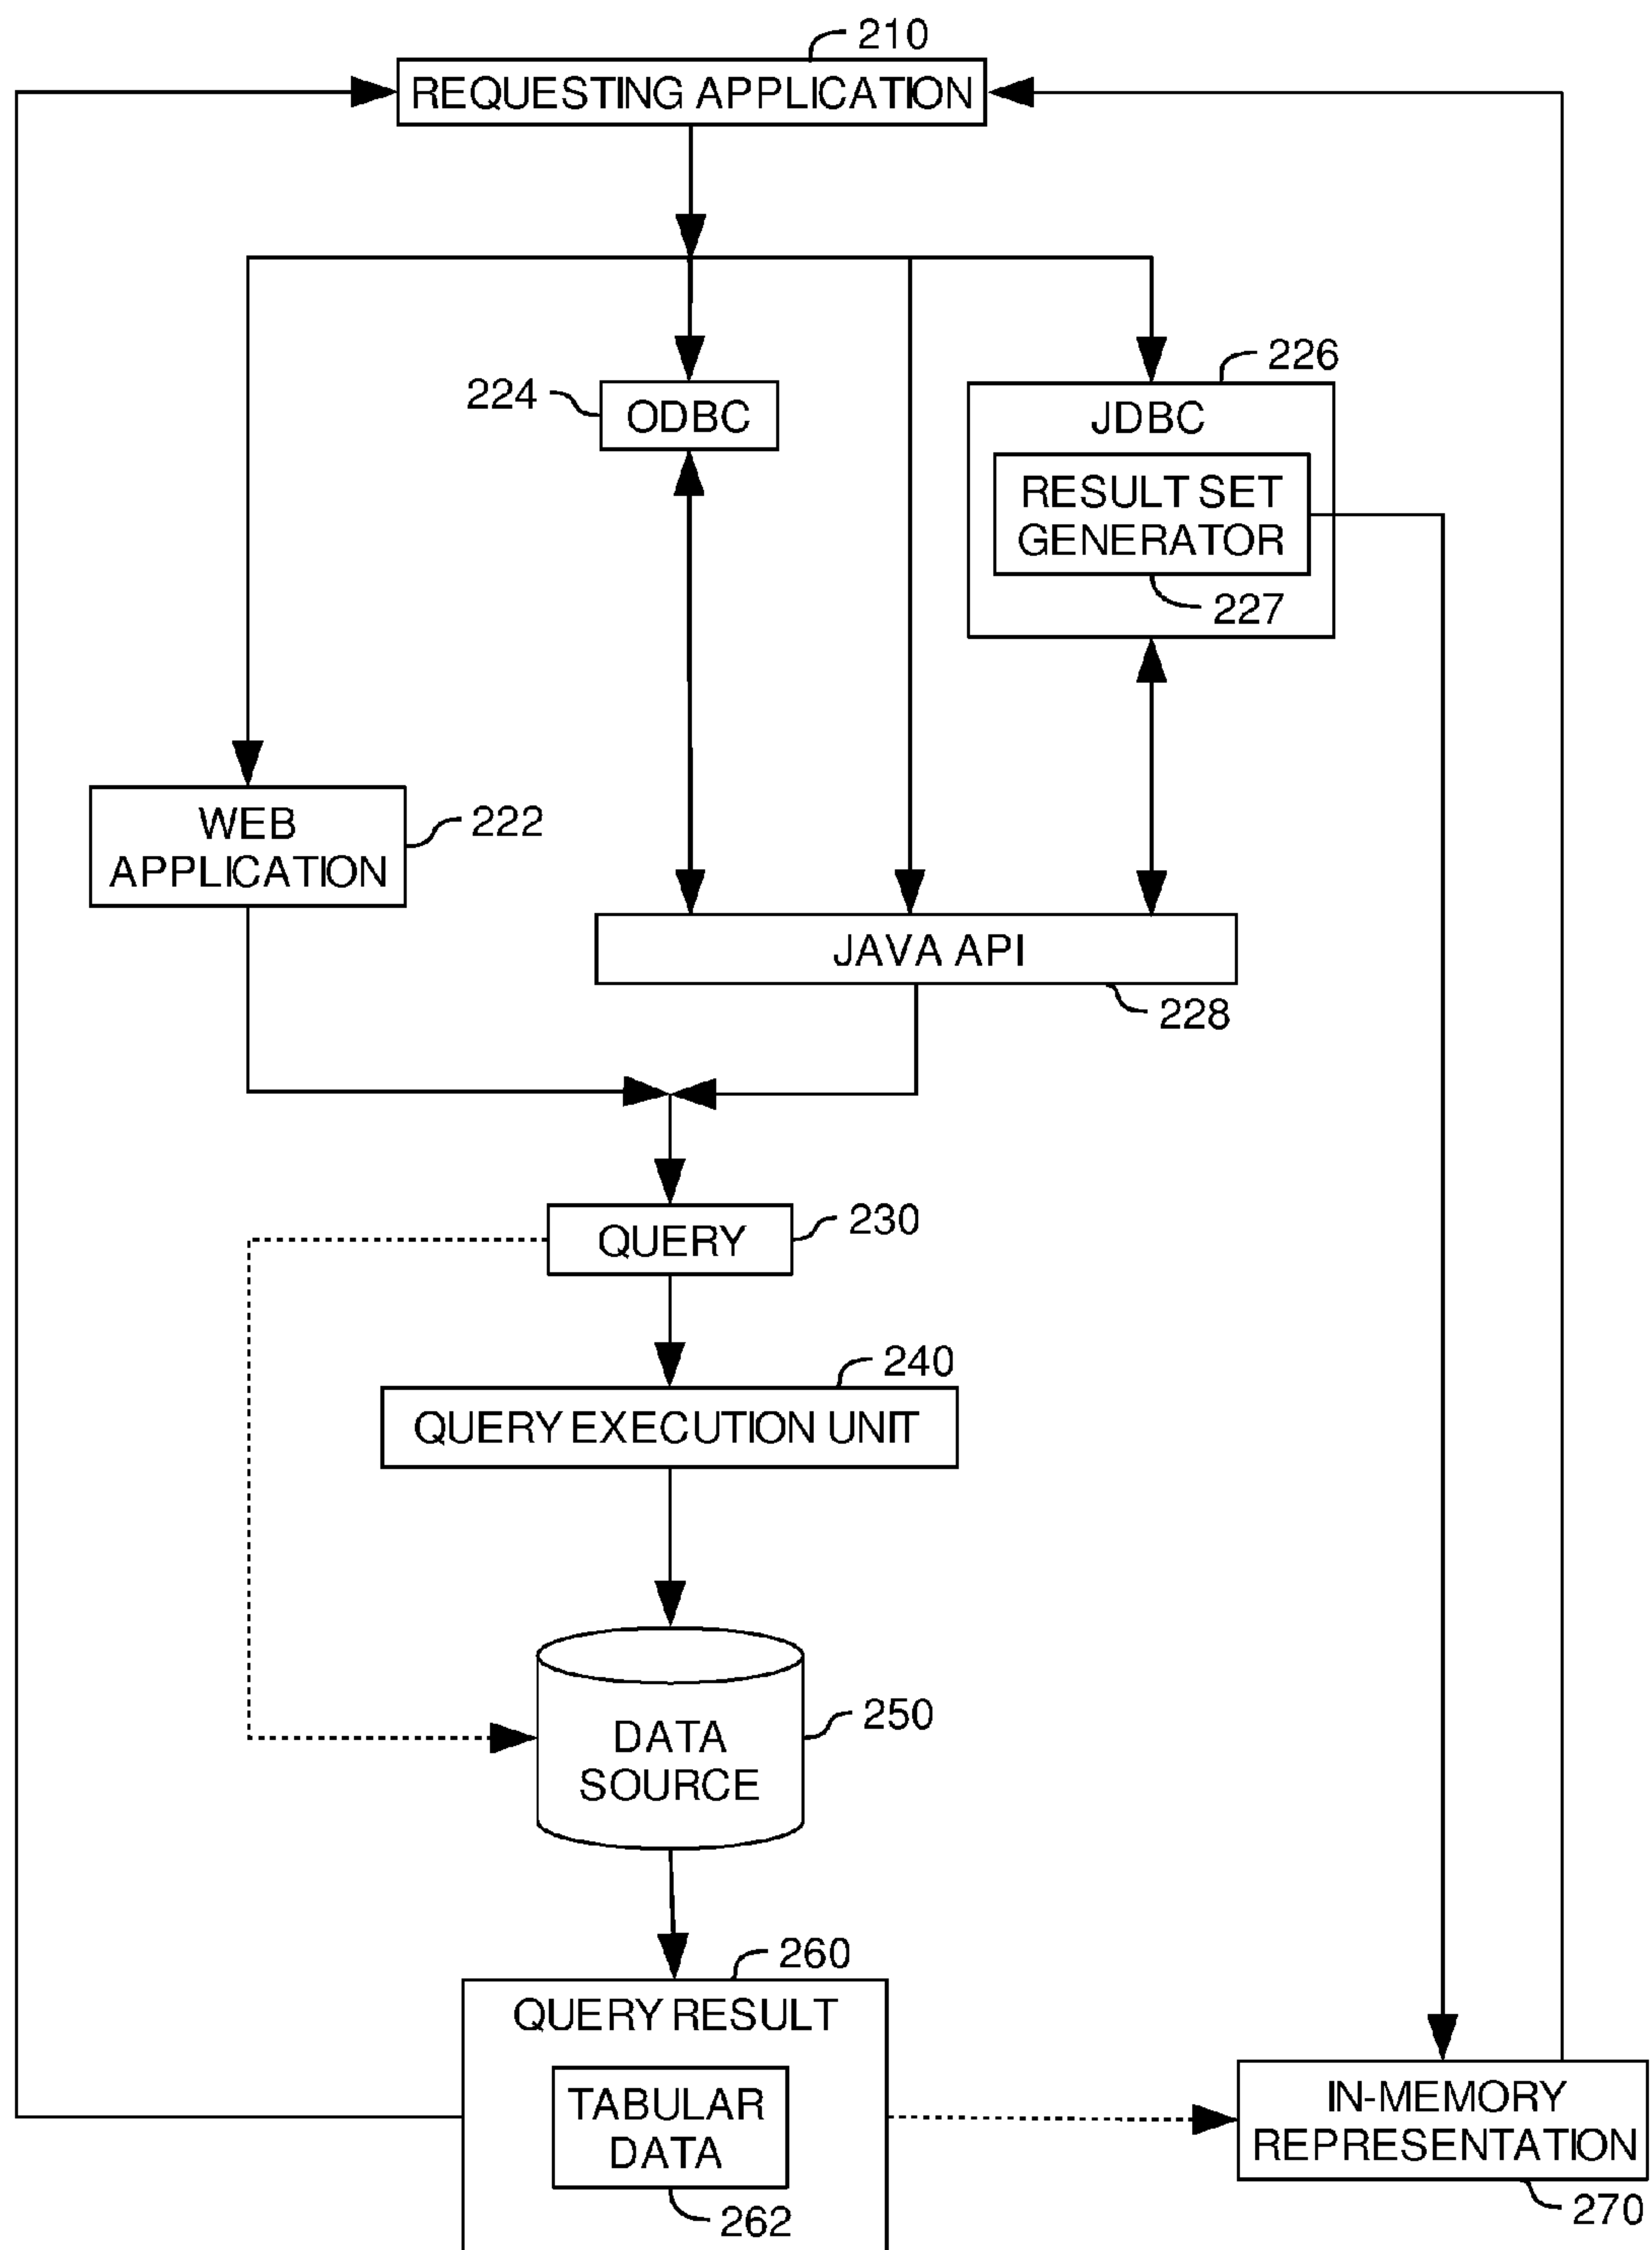 210
REQUESTING APPLICATION
224
ODBC
226
JDBC
RESULT SET
GENERATOR
227
WEB
APPLICATION
222
JAVA API
228
QUERY
230
240
QUERY EXECUTION UNIT
DATA
SOURCE
250
260
QUERY RESULT
TABULAR
DATA
262
IN-MEMORY
REPRESENTATION
270